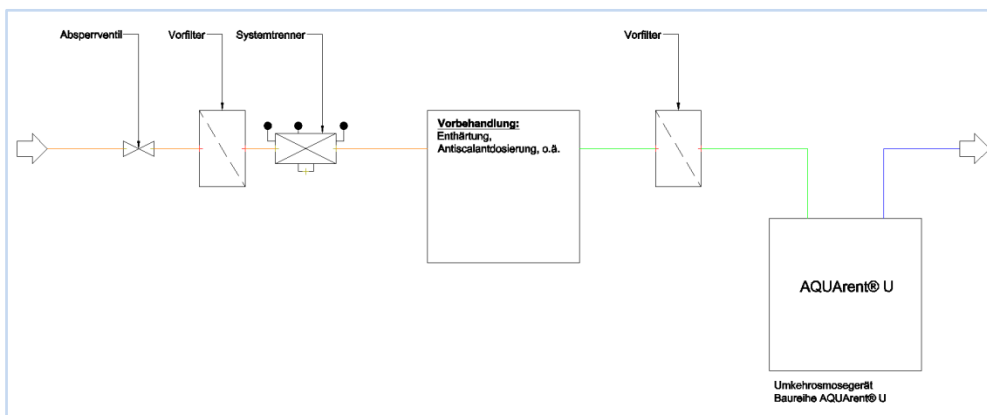 Absperrventil
Vorfilter
Systemtrenner
Vorfilter
Vorbehandlung:
Enthärtung,
Antiscalantdosierung, o.ä.
AQUArent® U
Umkehrosmosegerät
Baureihe AQUArent® U